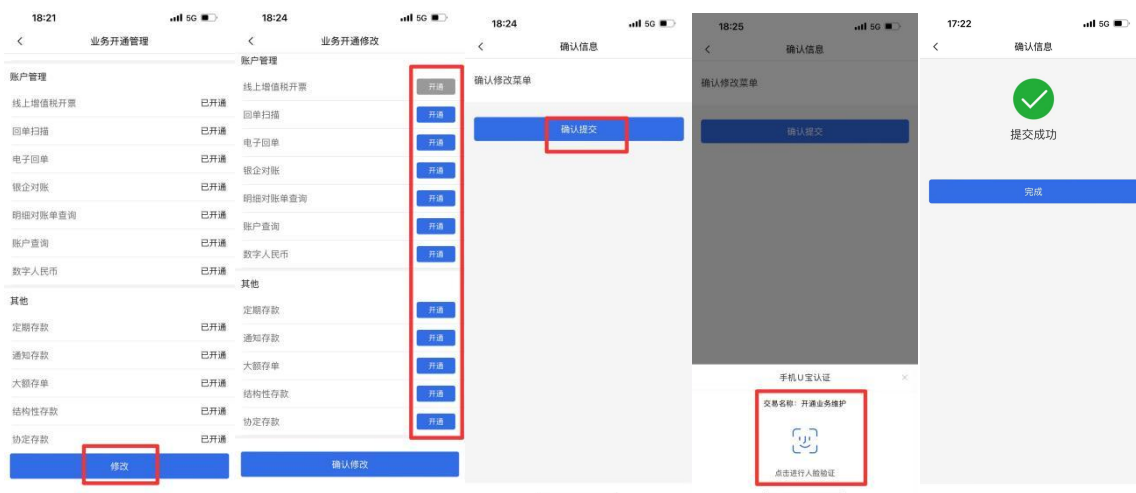 18:21
5G
业务开通管理
账户管理
线上增值税开票 已开通
回单扫描 已开通
电子回单 已开通
银企对账 已开通
明细对账单查询 已开通
账户查询 已开通
数字人民币 已开通
其他
定期存款 已开通
通知存款 已开通
大额存单 已开通
结构性存款 已开通
协定存款 已开通
修改
18:24
5G
业务开通修改
账户管理
线上增值税开票 开通
回单扫描 开通
电子回单 开通
银企对账 开通
明细对账单查询 开通
账户查询 开通
数字人民币 开通
其他
定期存款 开通
通知存款 开通
大额存单 开通
结构性存款 开通
协定存款 开通
确认修改
18:24
5G
确认信息
确认修改菜单
确认提交
18:25
5G
确认信息
确认修改菜单
确认提交
手机U宝认证
交易名称：开通业务维护
点击进行人脸验证
17:22
5G
确认信息
提交成功
完成